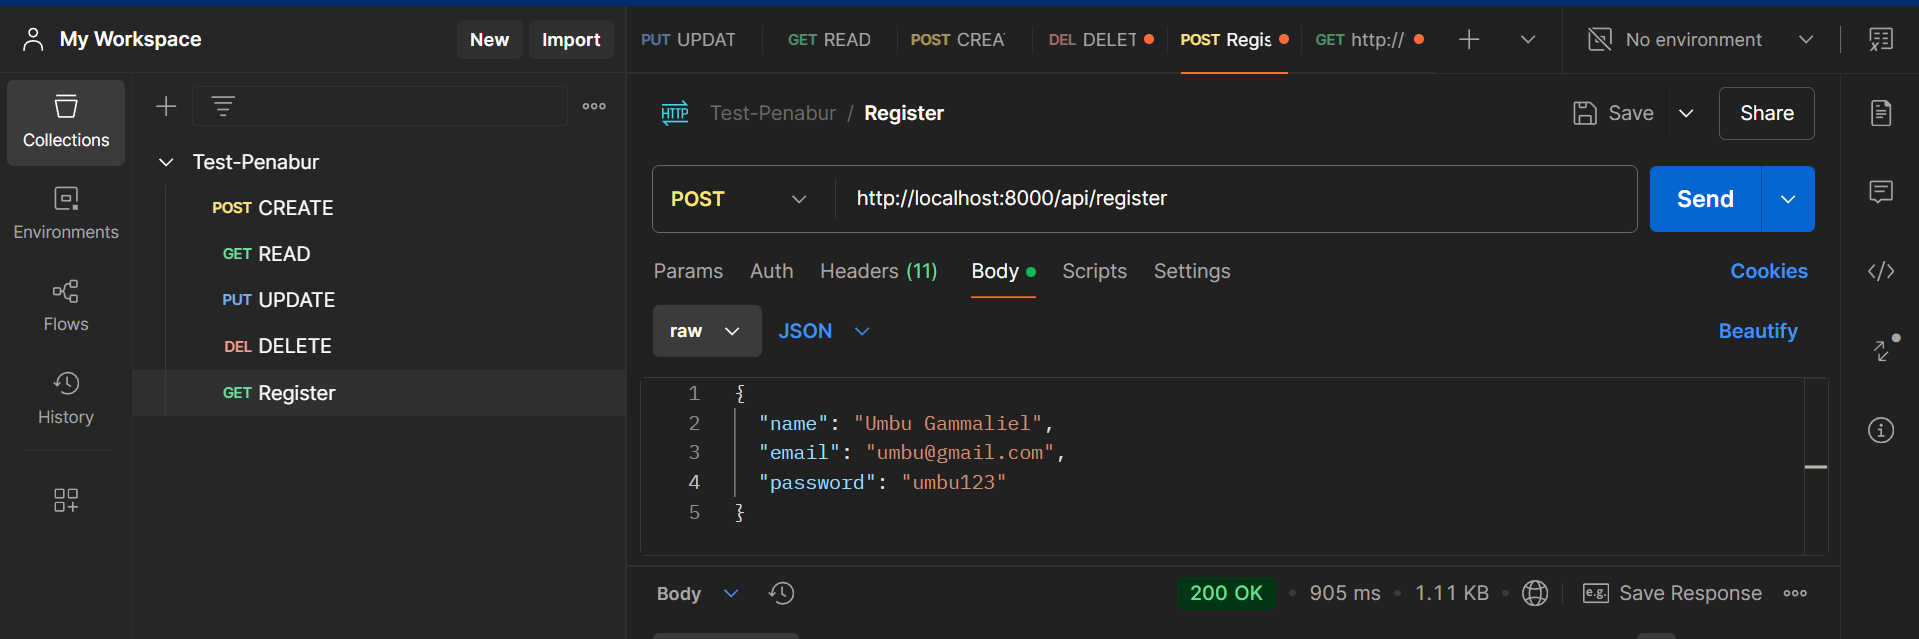 My Workspace
New
Import
PUT UPDAT
GET READ
POST CREA
DEL DELET
POST Regis
GET http://
No environment
Collections
Environments
Flows
History
Test-Penabur
POST CREATE
GET READ
PUT UPDATE
DEL DELETE
GET Register
HTTP
Test-Penabur / Register
Save
Share
POST
http://localhost:8000/api/register
Send
Params
Auth
Headers (11)
Body
Scripts
Settings
Cookies
raw
JSON
Beautify
1 {
2 "name": "Umbu Gammaliel",
3 "email": "umbu@gmail.com",
4 "password": "umbu123"
5 }
Body
200 OK
905 ms
1.11 KB
e.g.
Save Response